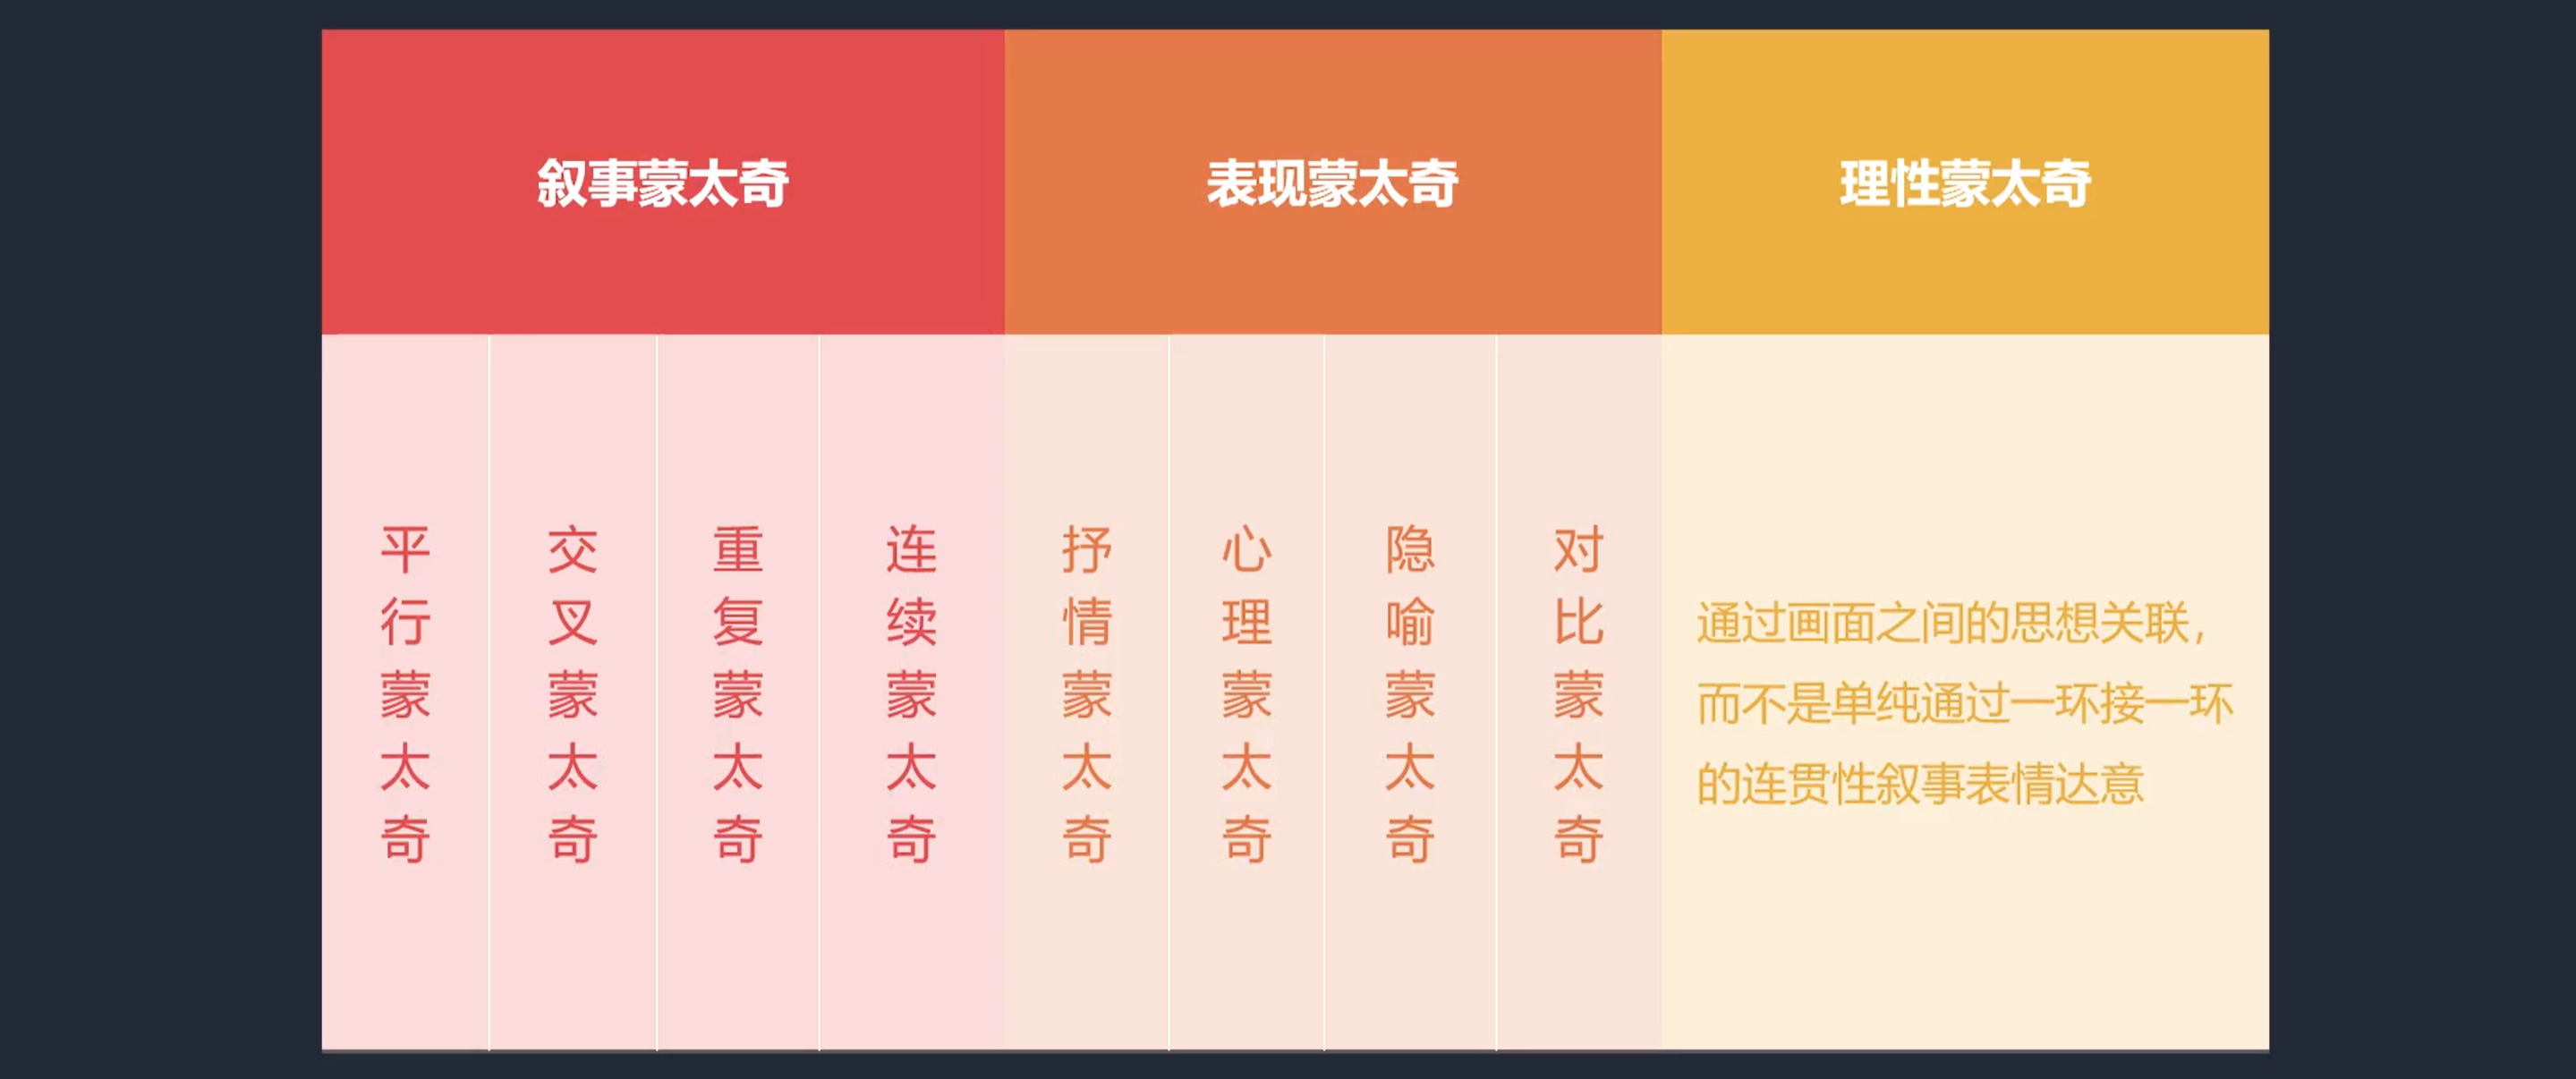 叙事蒙太奇
表现蒙太奇
理性蒙太奇
平行蒙太奇
交叉蒙太奇
重复蒙太奇
连续蒙太奇
抒情蒙太奇
心理蒙太奇
隐喻蒙太奇
对比蒙太奇
通过画面之间的思想关联,
而不是单纯通过一环接一环
的连贯性叙事表情达意